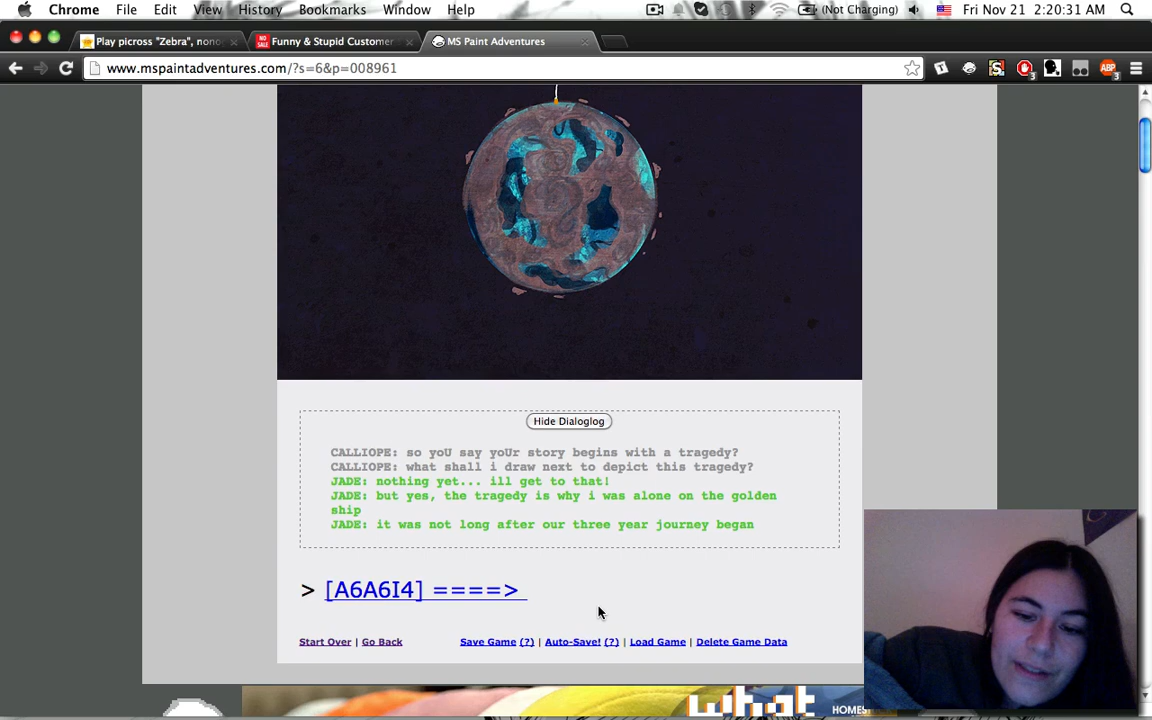 Chrome File Edit View History Bookmarks Window Help (Not Charging) Fri Nov 21 2:20:31 AM
Play picross "Zebra", nono NO SALE Funny & Stupid Customer MS Paint Adventures
www.mspaintadventures.com/?s=6&p=008961 T S 3 ABP 3
Hide Dialoglog
CALLIOPE: so yoU say yoUr story begins with a tragedy?
CALLIOPE: what shall i draw next to depict this tragedy?
JADE: nothing yet... ill get to that!
JADE: but yes, the tragedy is why i was alone on the golden
ship
JADE: it was not long after our three year journey began
> [A6A6I4] ====>
Start Over | Go Back Save Game (?) | Auto-Save! (?) | Load Game | Delete Game Data
what HOMES